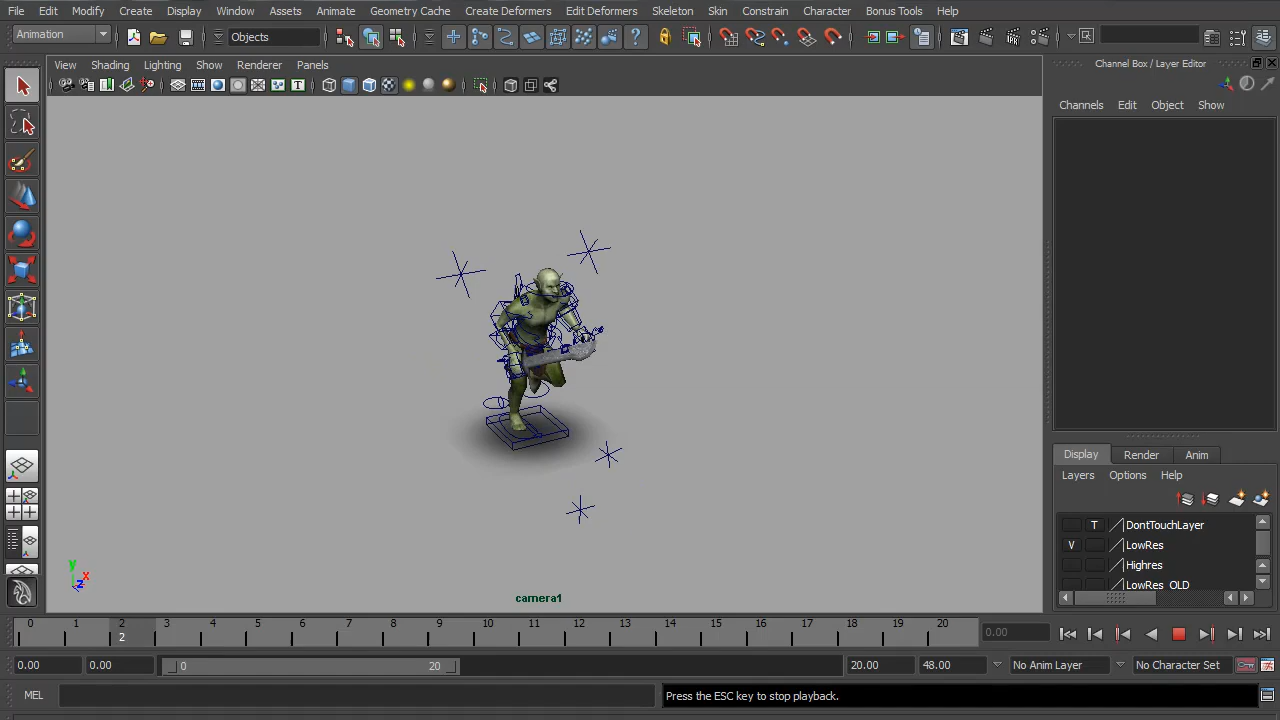 File Edit Modify Create Display Window Assets Animate Geometry Cache Create Deformers Edit Deformers Skeleton Skin Constrain Character Bonus Tools Help
Animation Objects
View Shading Lighting Show Renderer Panels
Channel Box / Layer Editor
Channels Edit Object Show
Display Render Anim
Layers Options Help
T DontTouchLayer
V LowRes
Highres
LowRes_OLD
y
x
z
camera1
0 1 2 3 4 5 6 7 8 9 10 11 12 13 14 15 16 17 18 19 20
2
0.00
0.00 0.00 0 20 20.00 48.00 No Anim Layer No Character Set
MEL Press the ESC key to stop playback.